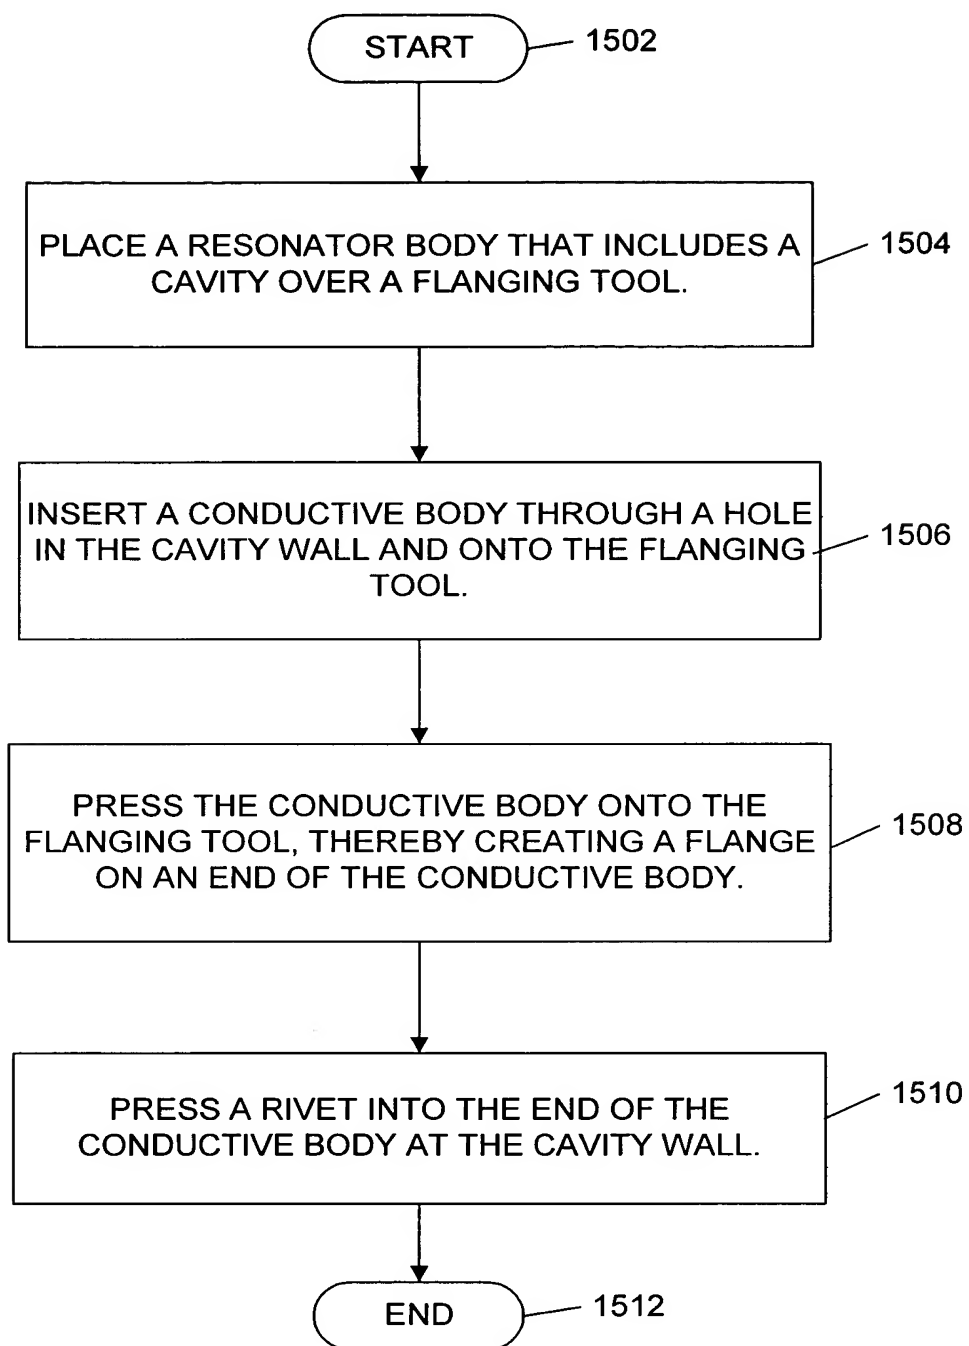 START
1502
PLACE A RESONATOR BODY THAT INCLUDES A
CAVITY OVER A FLANGING TOOL.
1504
INSERT A CONDUCTIVE BODY THROUGH A HOLE
IN THE CAVITY WALL AND ONTO THE FLANGING
TOOL.
1506
PRESS THE CONDUCTIVE BODY ONTO THE
FLANGING TOOL, THEREBY CREATING A FLANGE
ON AN END OF THE CONDUCTIVE BODY.
1508
PRESS A RIVET INTO THE END OF THE
CONDUCTIVE BODY AT THE CAVITY WALL.
1510
END
1512